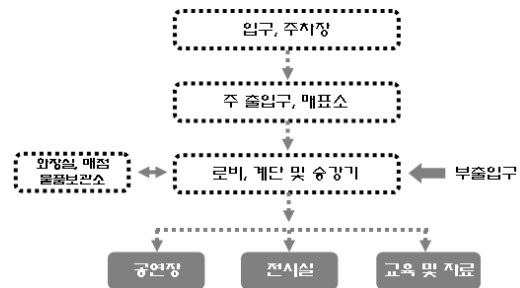 입구, 주차장
주 출입구, 매표소
화장실, 매점
물품보관소
로비, 계단 및 승강기
부출입구
공연장
전시실
교육 및 자료